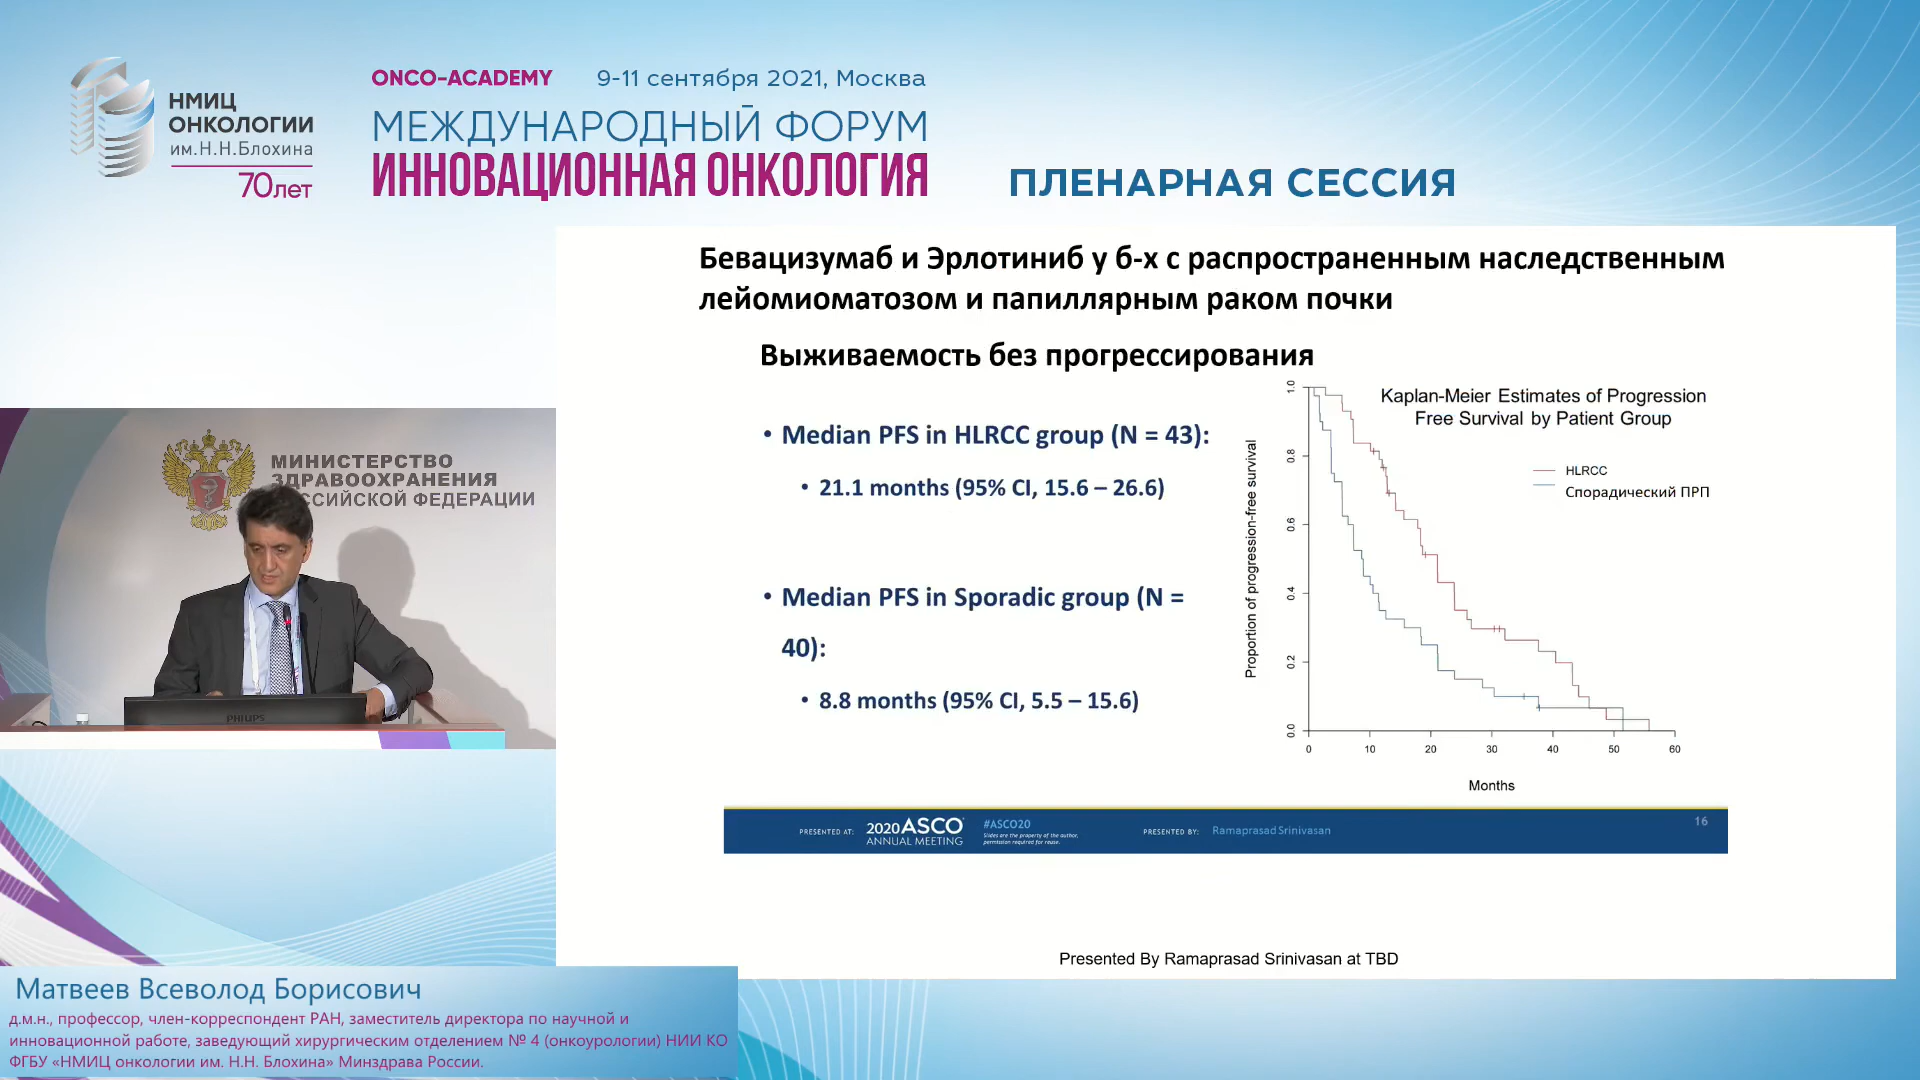 НМИЦ
ОНКОЛОГИИ
им.Н.Н.Блохина
70лет
ONCO-ACADEMY 9-11 сентября 2021, Москва
МЕЖДУНАРОДНЫЙ ФОРУМ
ИННОВАЦИОННАЯ ОНКОЛОГИЯ
ПЛЕНАРНАЯ СЕССИЯ
Бевацизумаб и Эрлотиниб у б-х с распространенным наследственным
лейомиоматозом и папиллярным раком почки
Выживаемость без прогрессирования
• Median PFS in HLRCC group (N = 43):
• 21.1 months (95% CI, 15.6 – 26.6)
• Median PFS in Sporadic group (N =
40):
• 8.8 months (95% CI, 5.5 – 15.6)
Kaplan-Meier Estimates of Progression
Free Survival by Patient Group
HLRCC
Спорадический ПРП
Proportion of progression-free survival
1.0
0.8
0.6
0.4
0.2
0.0
0 10 20 30 40 50 60
Months
PRESENTED AT: 2020 ASCO
ANNUAL MEETING
#ASCO20
Slides are the property of the author,
permission required for reuse.
PRESENTED BY: Ramaprasad Srinivasan
16
Presented By Ramaprasad Srinivasan at TBD
МИНИСТЕРСТВО
ЗДРАВООХРАНЕНИЯ
РОССИЙСКОЙ ФЕДЕРАЦИИ
PHILIPS
Матвеев Всеволод Борисович
д.м.н., профессор, член-корреспондент РАН, заместитель директора по научной и
инновационной работе, заведующий хирургическим отделением № 4 (онкоурологии) НИИ КО
ФГБУ «НМИЦ онкологии им. Н.Н. Блохина» Минздрава России.